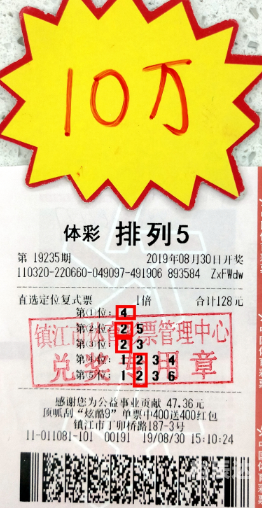 10万
体彩 排列5
第 19235期 2019年08月30日开奖
110320-220660-049097-491906 893584 ZxFWdw
直选定位复式票 1倍 合计128元
第①位: 4
第②位: 2 5
第③位: 2 3
第④位: 1 2 3 4
第⑤位: 1 2 3 6
镇江市体育彩票管理中心
兑奖专用章
感谢您为公益事业贡献 47.36元
顶呱刮"炫酷9"单票中400送400红包
镇江市丁卯桥187-3号
11-011081-101 00191 19/08/30 15:10:24